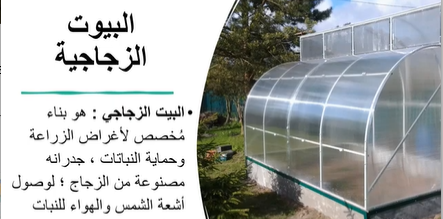 البيوت
الزجاجية
• البيت الزجاجي : هو بناء
مُخصص لأغراض الزراعة
وحماية النباتات ، جدرانه
مصنوعة من الزجاج ؛ لوصول
أشعة الشمس والهواء للنبات